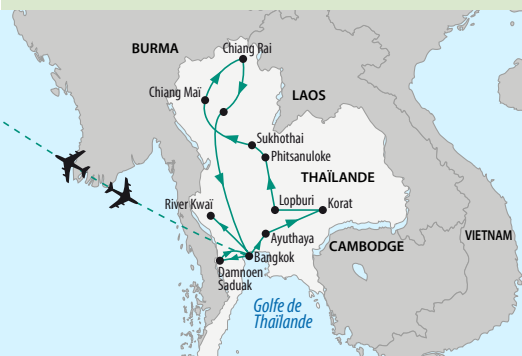 BURMA
Chiang Rai
Chiang Maï
LAOS
Sukhothai
Phitsanuloke
THAÏLANDE
River Kwaï
Lopburi
Korat
Ayuthaya
CAMBODGE
VIETNAM
Bangkok
Damnoen
Saduak
Golfe de
Thaïlande